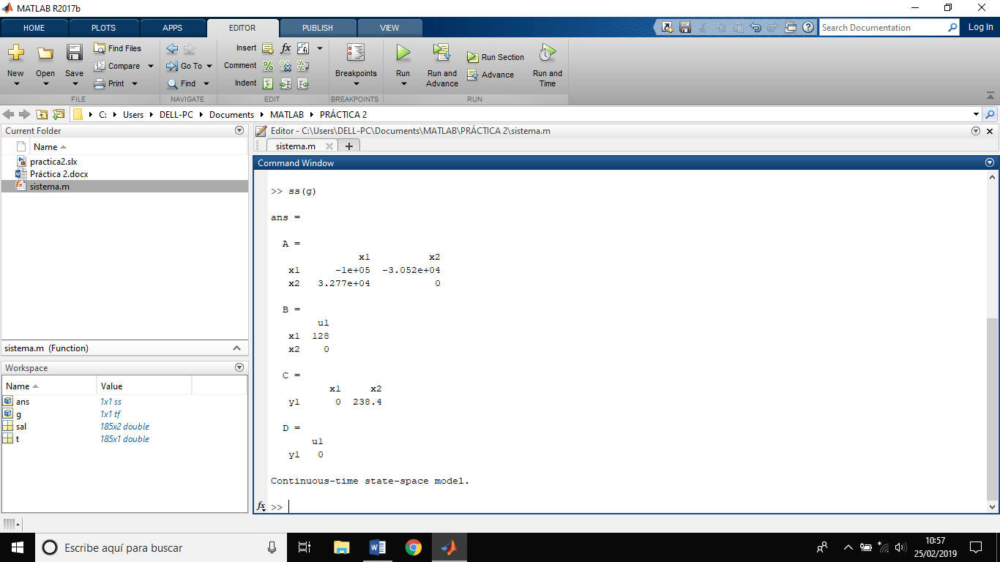 MATLAB R2017b
HOME PLOTS APPS EDITOR PUBLISH VIEW
Search Documentation
Log In
New
Open
Save
Find Files
Compare
Print
FILE
Go To
Find
NAVIGATE
Insert fx
Comment
Indent
EDIT
Breakpoints
BREAKPOINTS
Run
Run and Advance
Run Section
Advance
Run and Time
RUN
C: Users DELL-PC Documents MATLAB PRÁCTICA 2
Current Folder
Name
practica2.slx
Práctica 2.docx
sistema.m
sistema.m (Function)
Workspace
Name Value
ans 1x1 ss
g 1x1 tf
sal 185x2 double
t 185x1 double
Editor - C:\Users\DELL-PC\Documents\MATLAB\PRÁCTICA 2\sistema.m
sistema.m
Command Window
>> ss(g)
ans =
A =
x1 x2
x1 -1e+05 -3.052e+04
x2 3.277e+04 0
B =
u1
x1 128
x2 0
C =
x1 x2
y1 0 238.4
D =
u1
y1 0
Continuous-time state-space model.
fx >>
Escribe aquí para buscar
10:57
25/02/2019